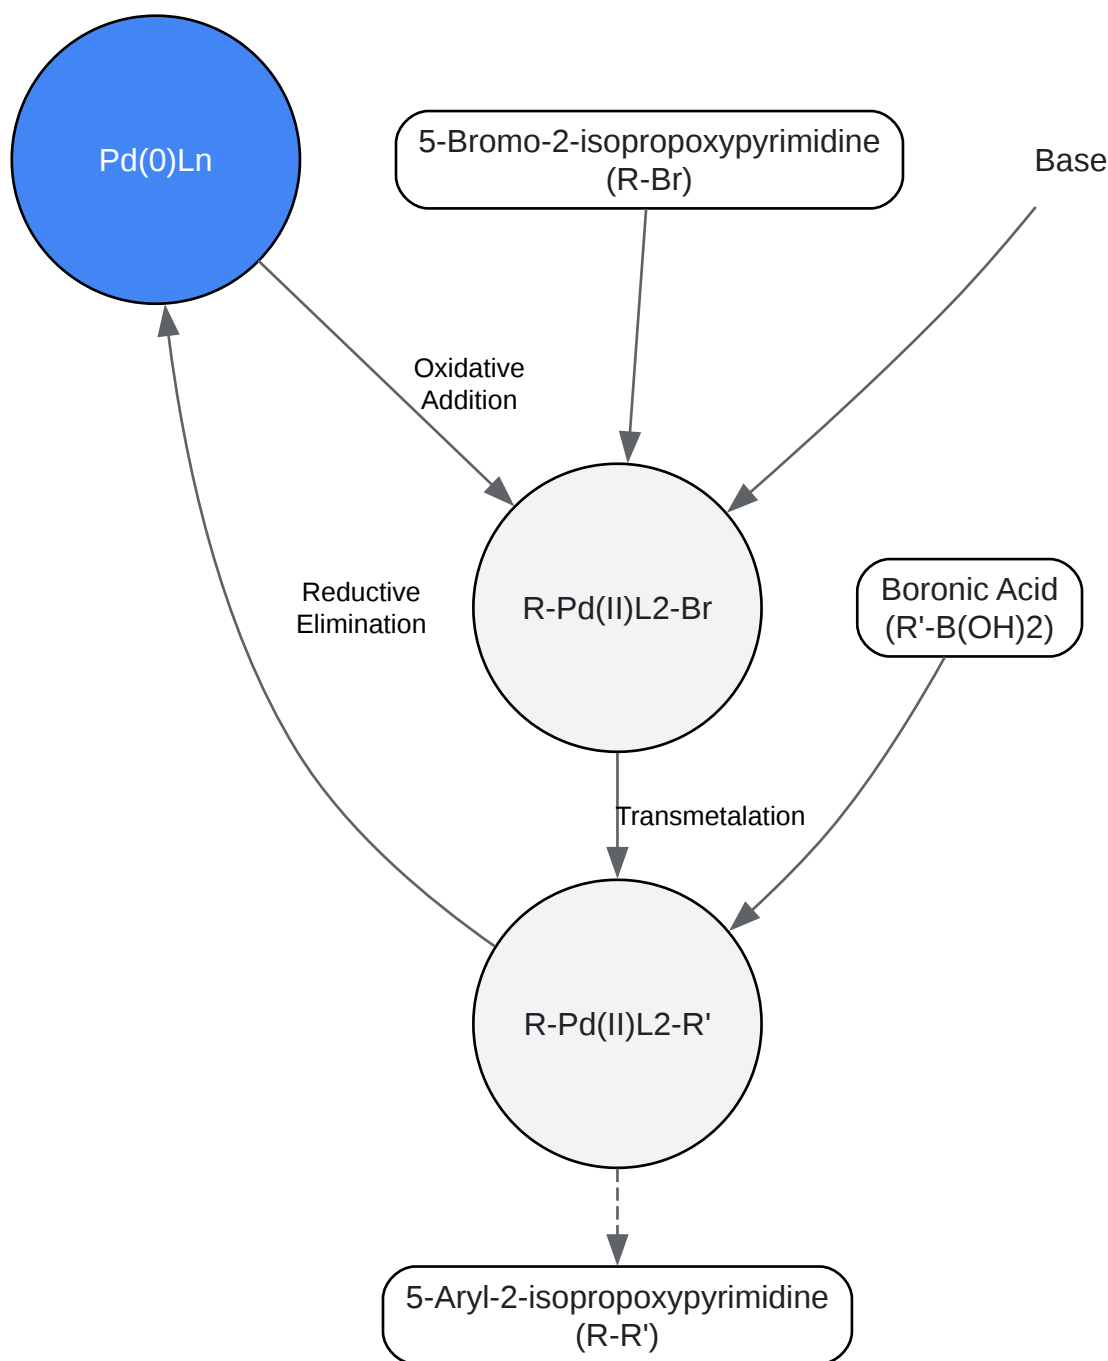 Pd(0)Ln
5-Bromo-2-isopropoxypyrimidine
(R-Br)
Base
Oxidative
Addition
Reductive
Elimination
R-Pd(II)L2-Br
Boronic Acid
(R'-B(OH)2)
Transmetalation
R-Pd(II)L2-R'
5-Aryl-2-isopropoxypyrimidine
(R-R')